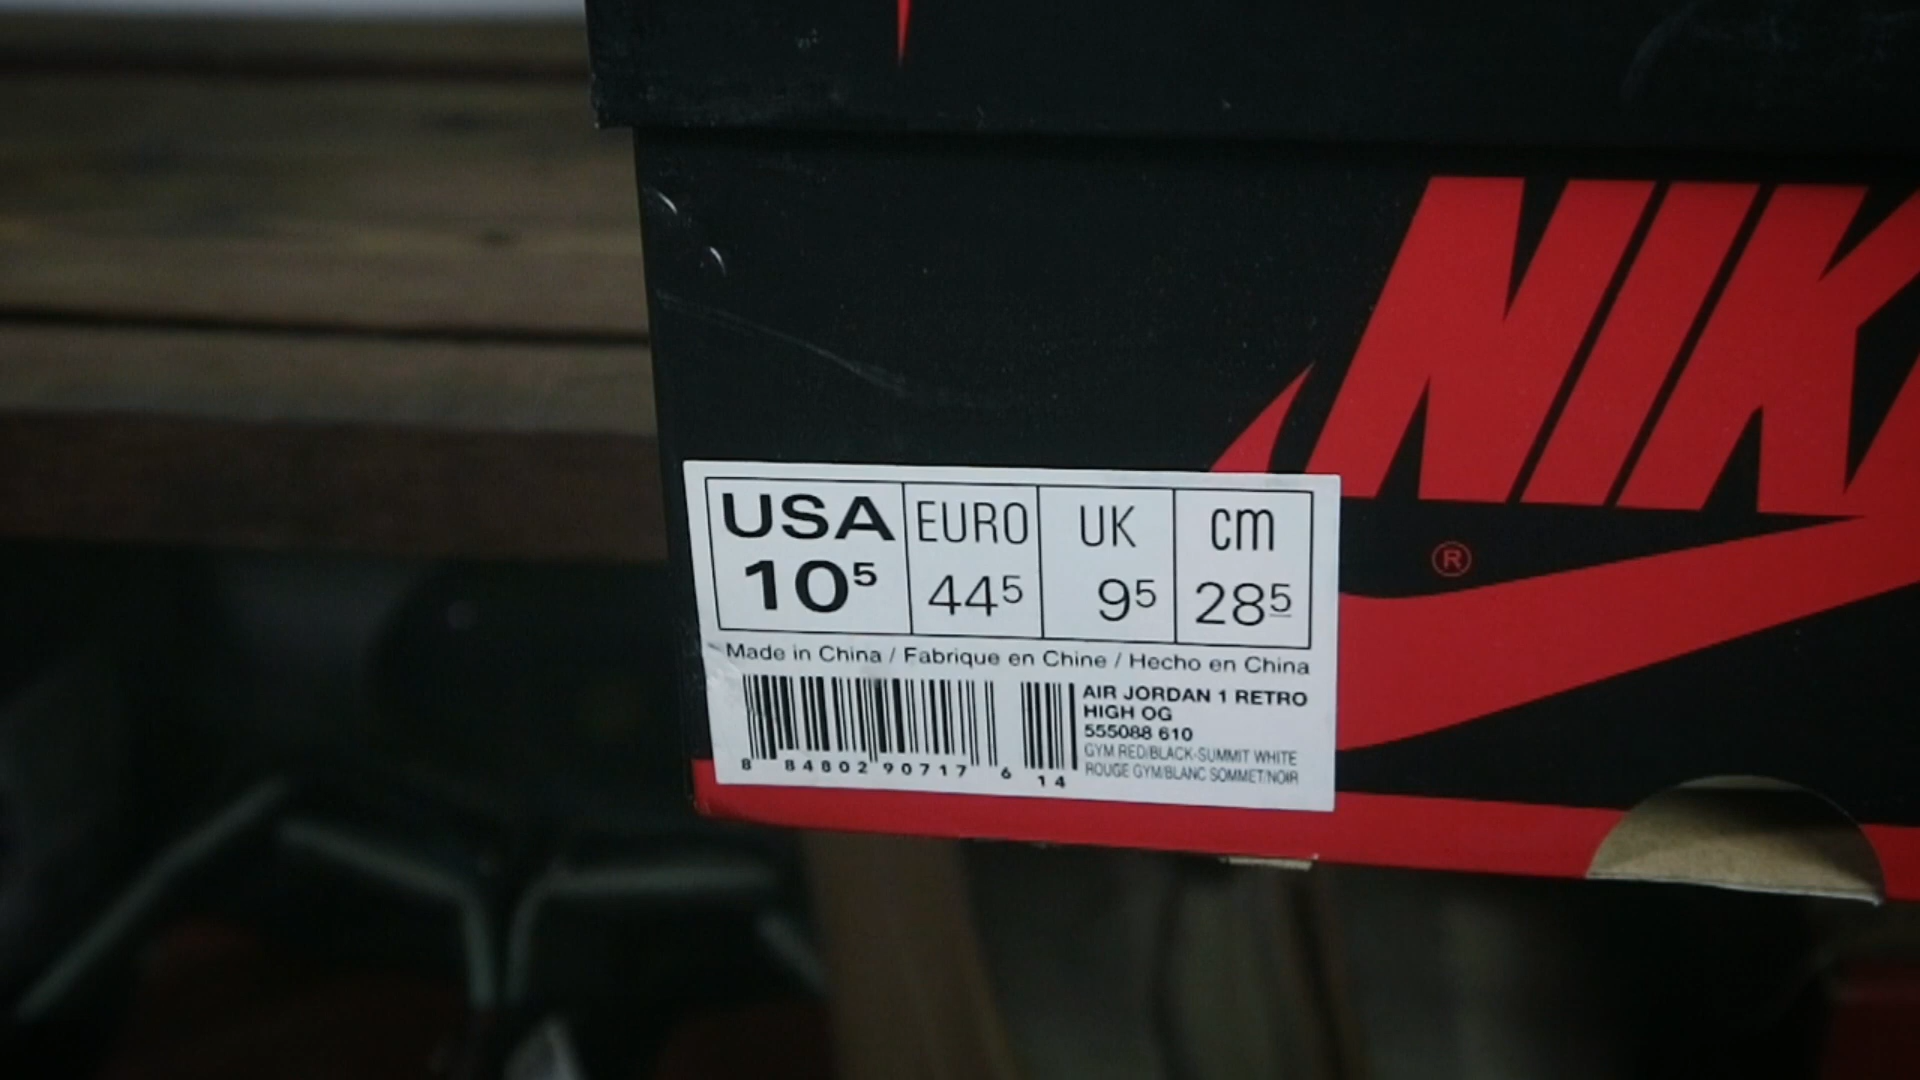 NIK
®
USA EURO UK cm
10⁵ 44⁵ 9⁵ 28⁵
Made in China / Fabrique en Chine / Hecho en China
AIR JORDAN 1 RETRO
HIGH OG
555088 610
GYM RED/BLACK-SUMMIT WHITE
ROUGE GYM/BLANC SOMMET/NOIR
8 84802 90717 6 14